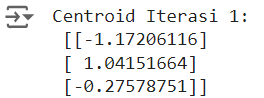 Centroid Iterasi 1:
[[-1.17206116]
[ 1.04151664]
[-0.27578751]]